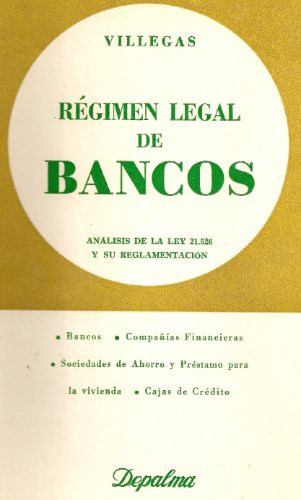 VILLEGAS
RÉGIMEN LEGAL
DE
BANCOS
ANALISIS DE LA LEY 21.526
Y SU REGLAMENTACIÓN
• Bancos • Compañías Financieras
• Sociedades de Ahorro y Préstamo para
la vivienda • Cajas de Crédito
Depalma